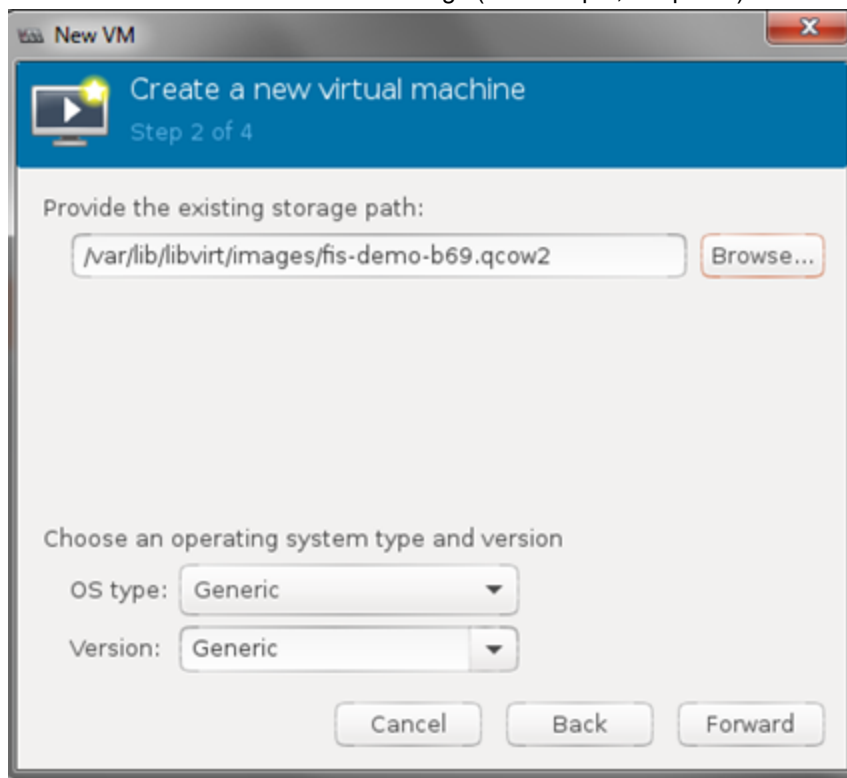 New VM
Create a new virtual machine
Step 2 of 4
Provide the existing storage path:
/var/lib/libvirt/images/fis-demo-b69.qcow2 Browse...
Choose an operating system type and version
OS type: Generic
Version: Generic
Cancel Back Forward